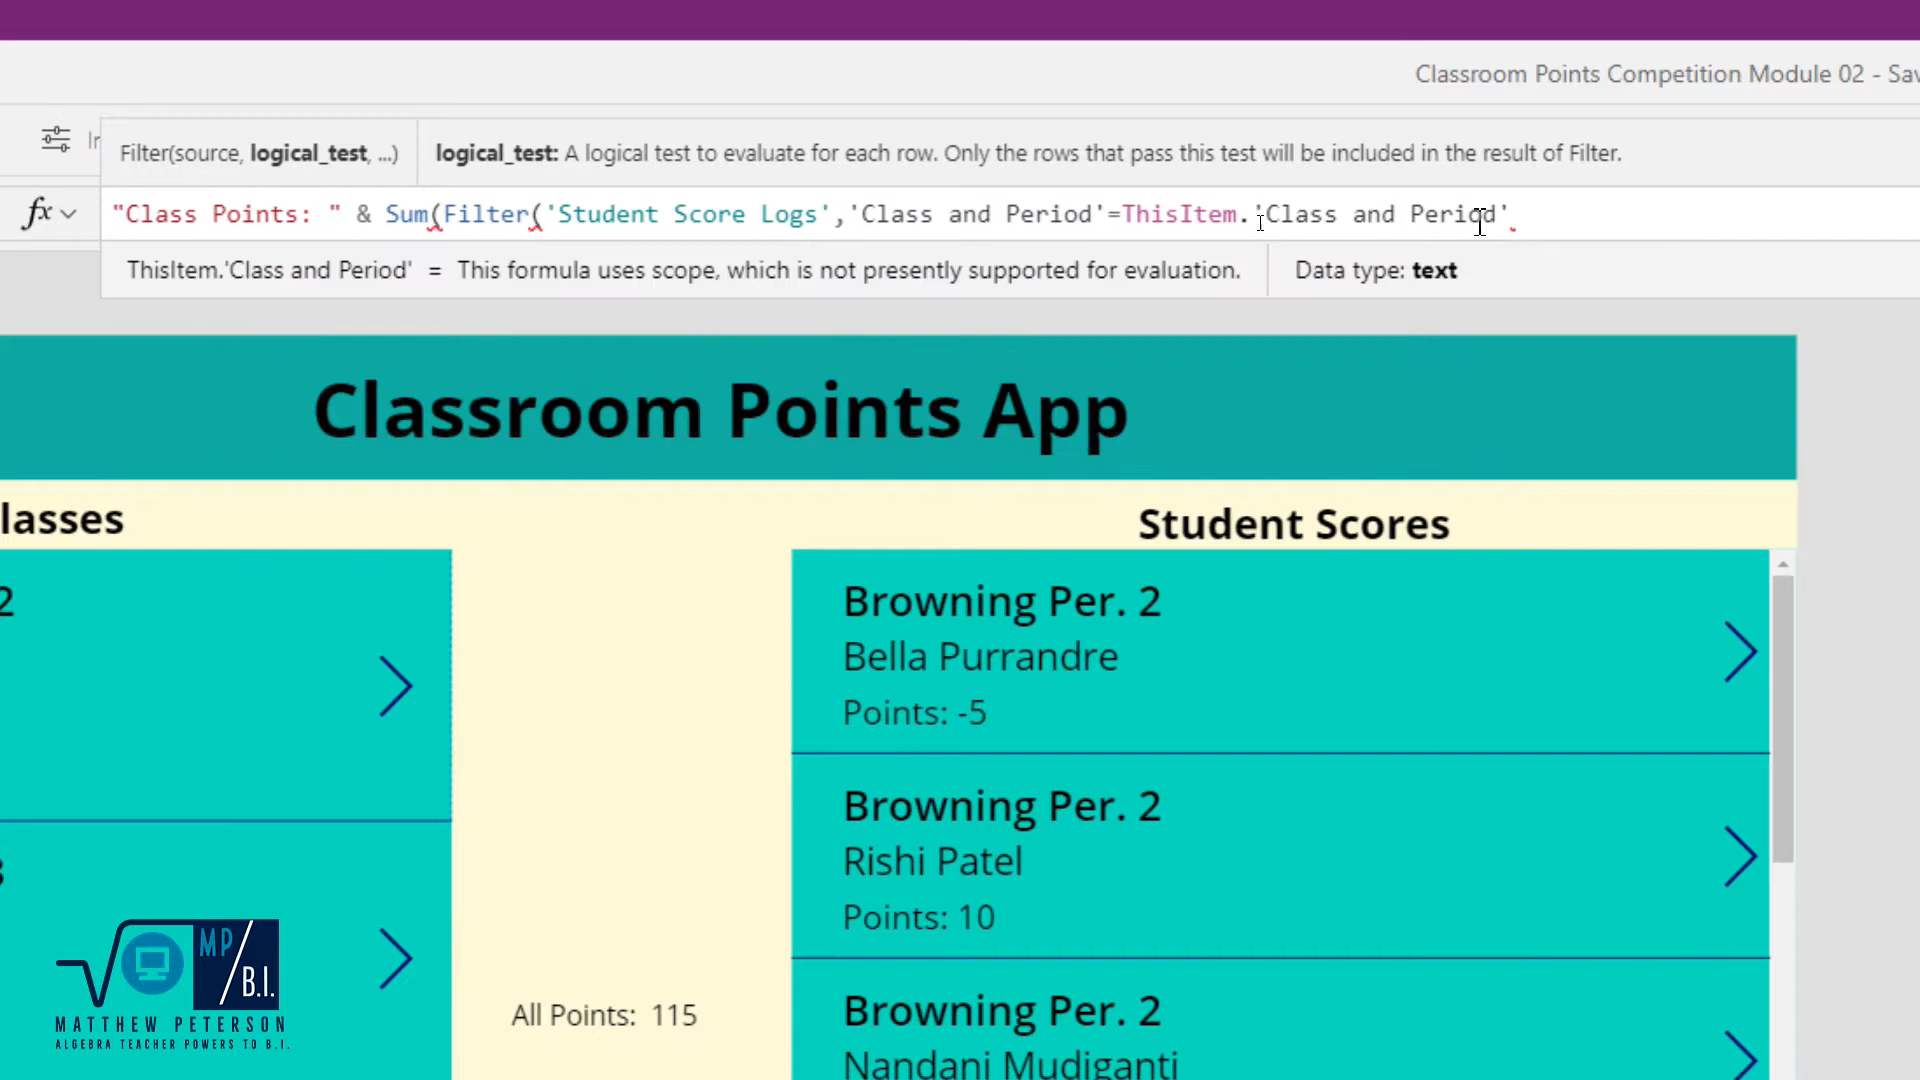 Classroom Points Competition Module 02 - Sav
Filter(source, logical_test, ...) logical_test: A logical test to evaluate for each row. Only the rows that pass this test will be included in the result of Filter.
fx "Class Points: " & Sum(Filter('Student Score Logs','Class and Period'=ThisItem.'Class and Period'
ThisItem.'Class and Period' = This formula uses scope, which is not presently supported for evaluation. Data type: text
Classroom Points App
lasses
Student Scores
2
Browning Per. 2
Bella Purrandre
Points: -5
Browning Per. 2
Rishi Patel
Points: 10
Browning Per. 2
Nandani Mudiganti
All Points: 115
MP/B.I.
MATTHEW PETERSON
ALGEBRA TEACHER POWERS TO B.I.